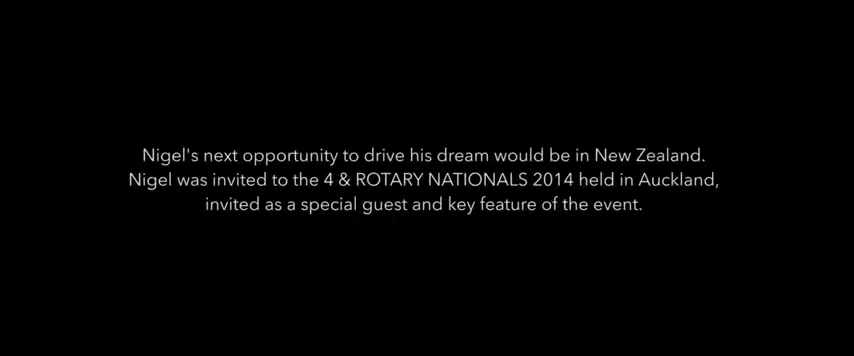 Nigel's next opportunity to drive his dream would be in New Zealand.
Nigel was invited to the 4 & ROTARY NATIONALS 2014 held in Auckland,
invited as a special guest and key feature of the event.